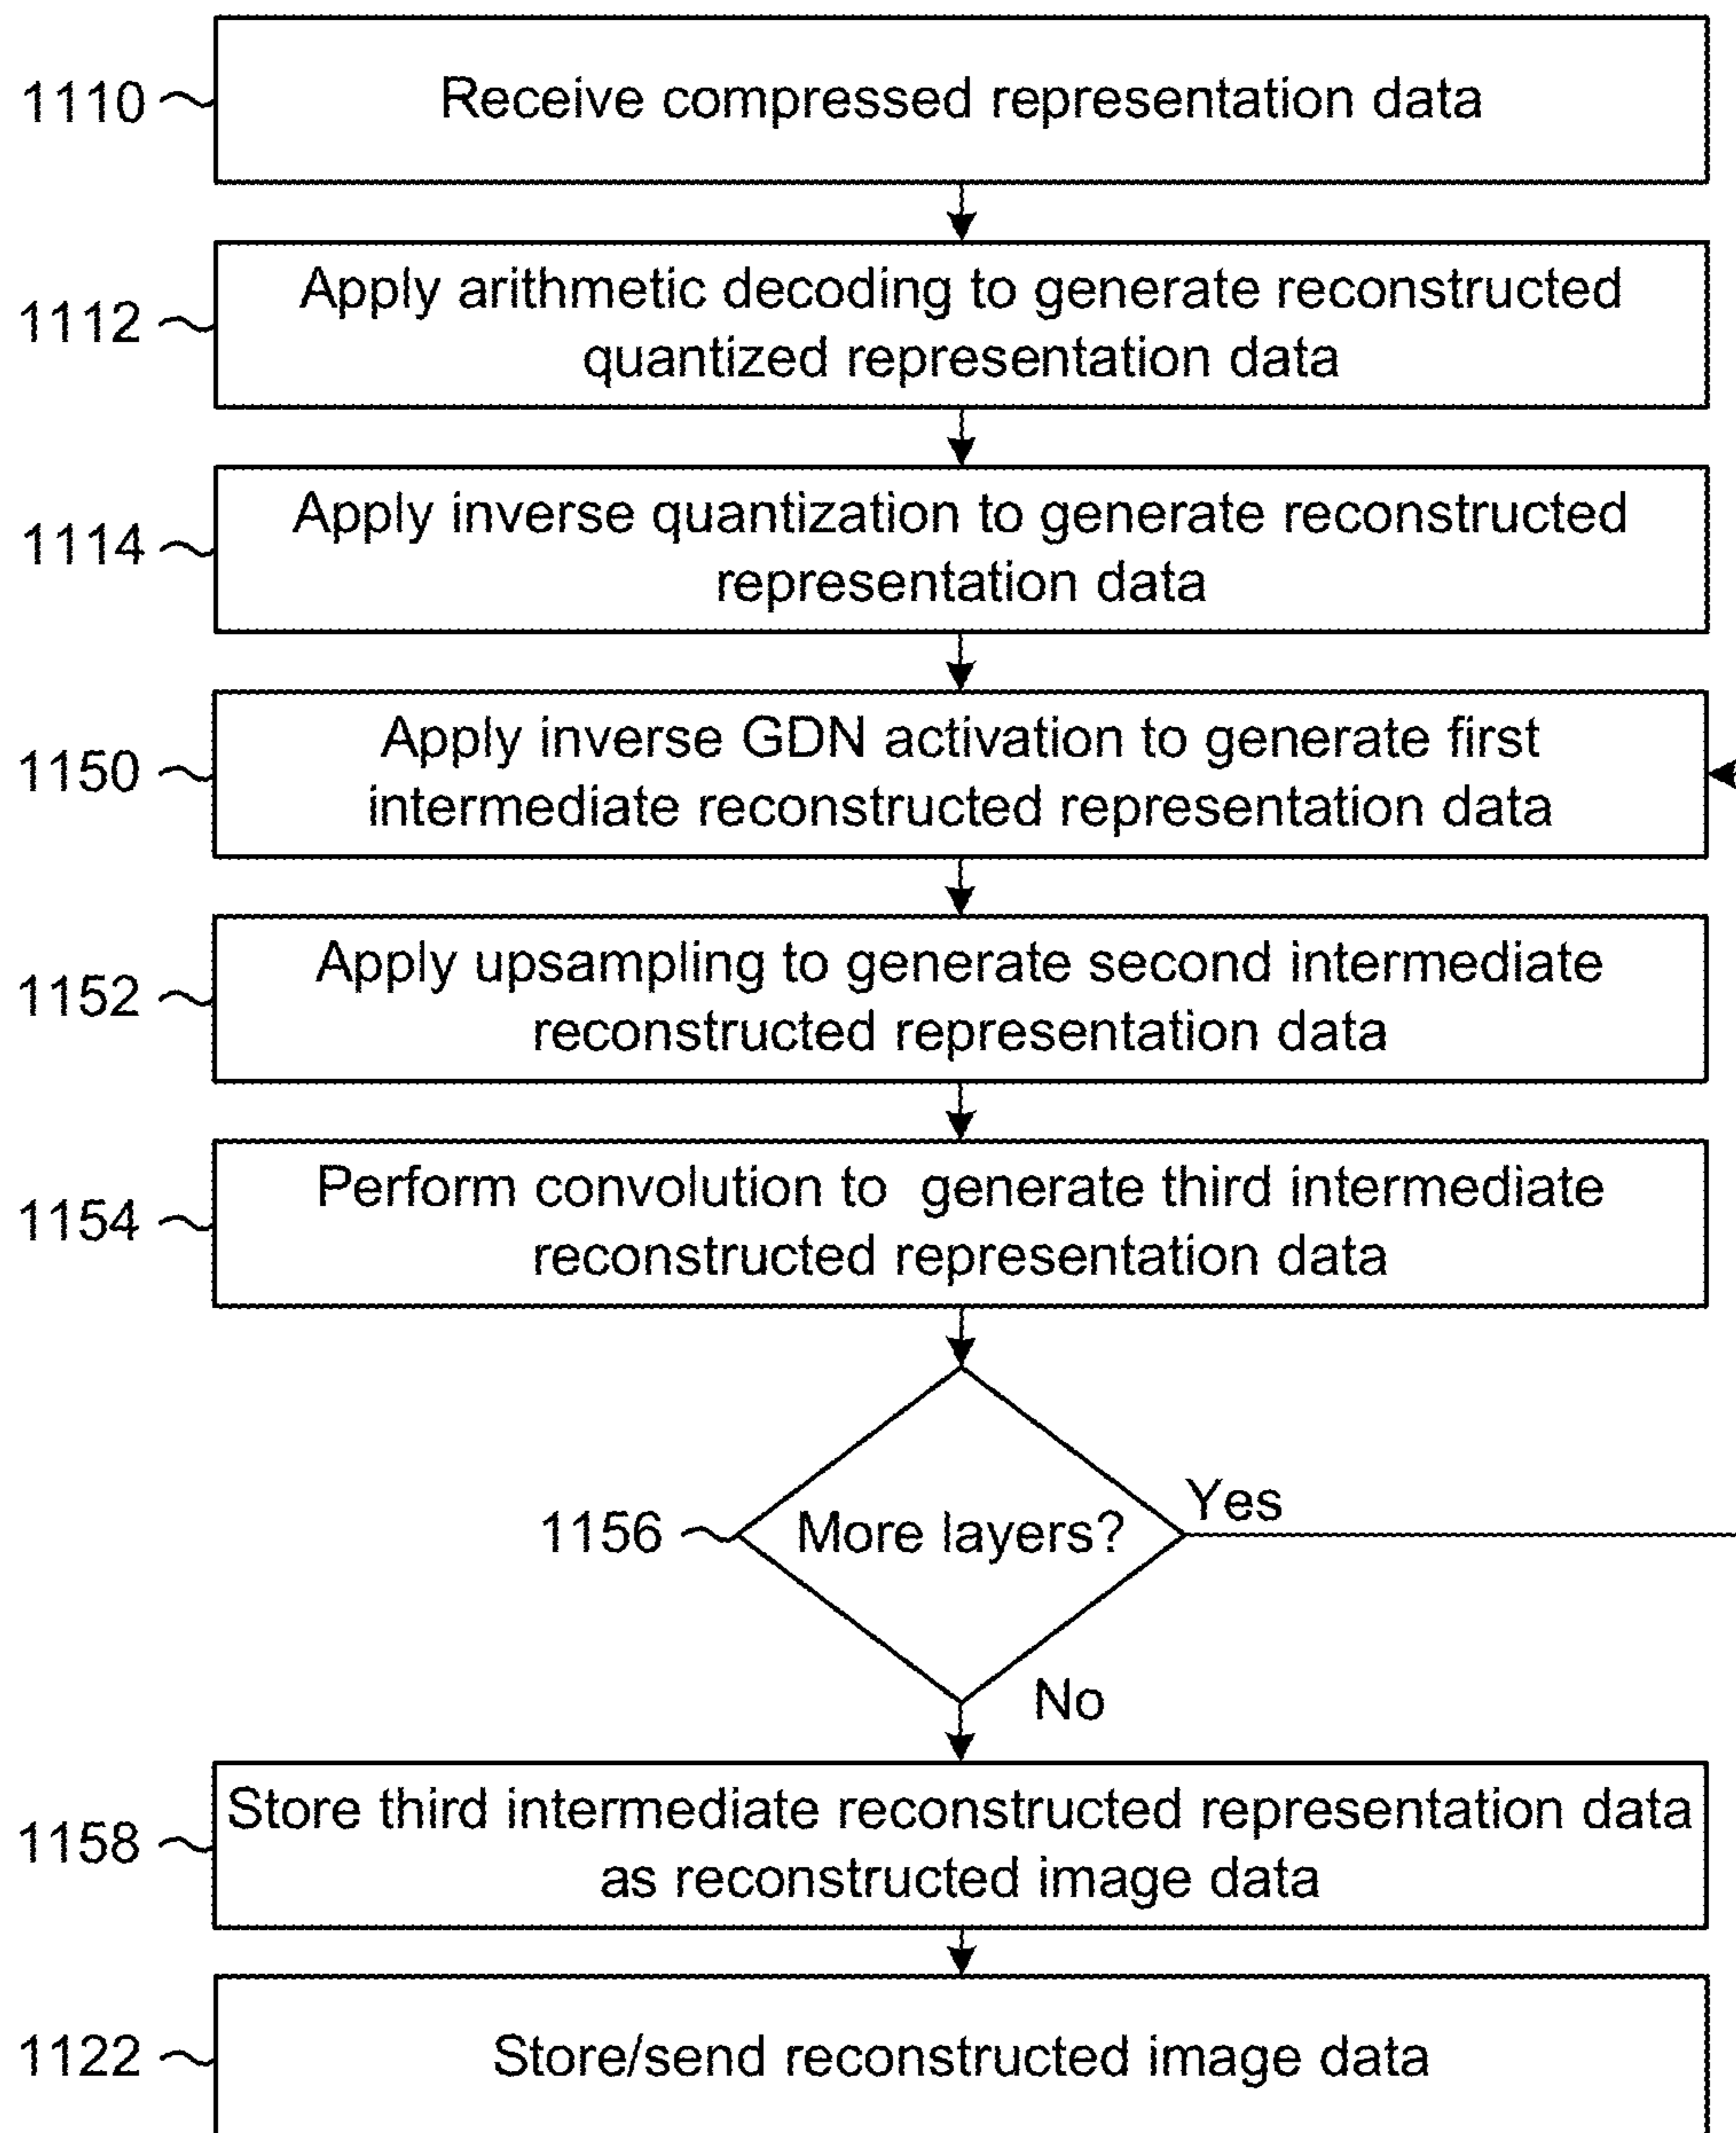 1110
Receive compressed representation data
1112
Apply arithmetic decoding to generate reconstructed
quantized representation data
1114
Apply inverse quantization to generate reconstructed
representation data
1150
Apply inverse GDN activation to generate first
intermediate reconstructed representation data
1152
Apply upsampling to generate second intermediate
reconstructed representation data
1154
Perform convolution to generate third intermediate
reconstructed representation data
1156
More layers?
Yes
No
1158
Store third intermediate reconstructed representation data
as reconstructed image data
1122
Store/send reconstructed image data